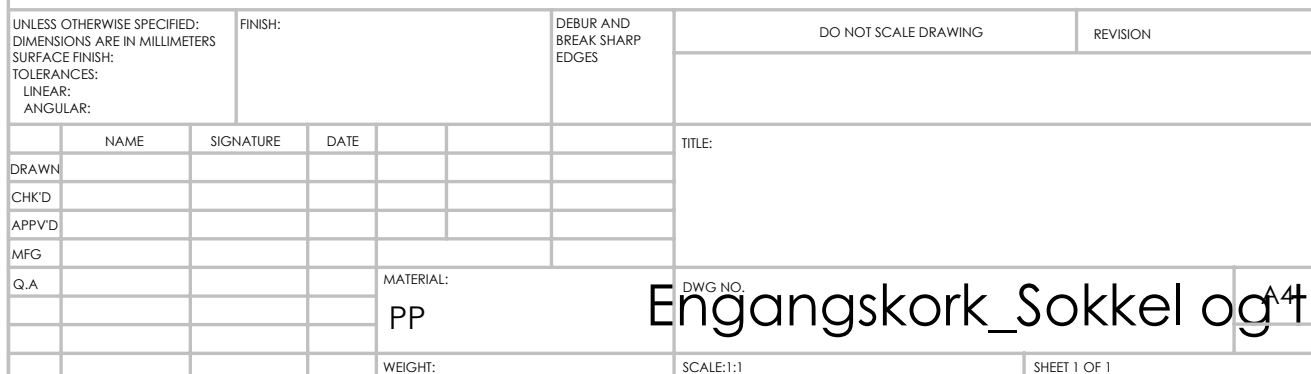 UNLESS OTHERWISE SPECIFIED:
DIMENSIONS ARE IN MILLIMETERS
SURFACE FINISH:
TOLERANCES:
LINEAR:
ANGULAR:
FINISH:
DEBUR AND
BREAK SHARP
EDGES
DO NOT SCALE DRAWING
REVISION
NAME SIGNATURE DATE
TITLE:
DRAWN
CHK'D
APPV'D
MFG
Q.A
MATERIAL:
PP
DWG NO.
Engangskork_Sokkel og
A4
WEIGHT:
SCALE:1:1
SHEET 1 OF 1